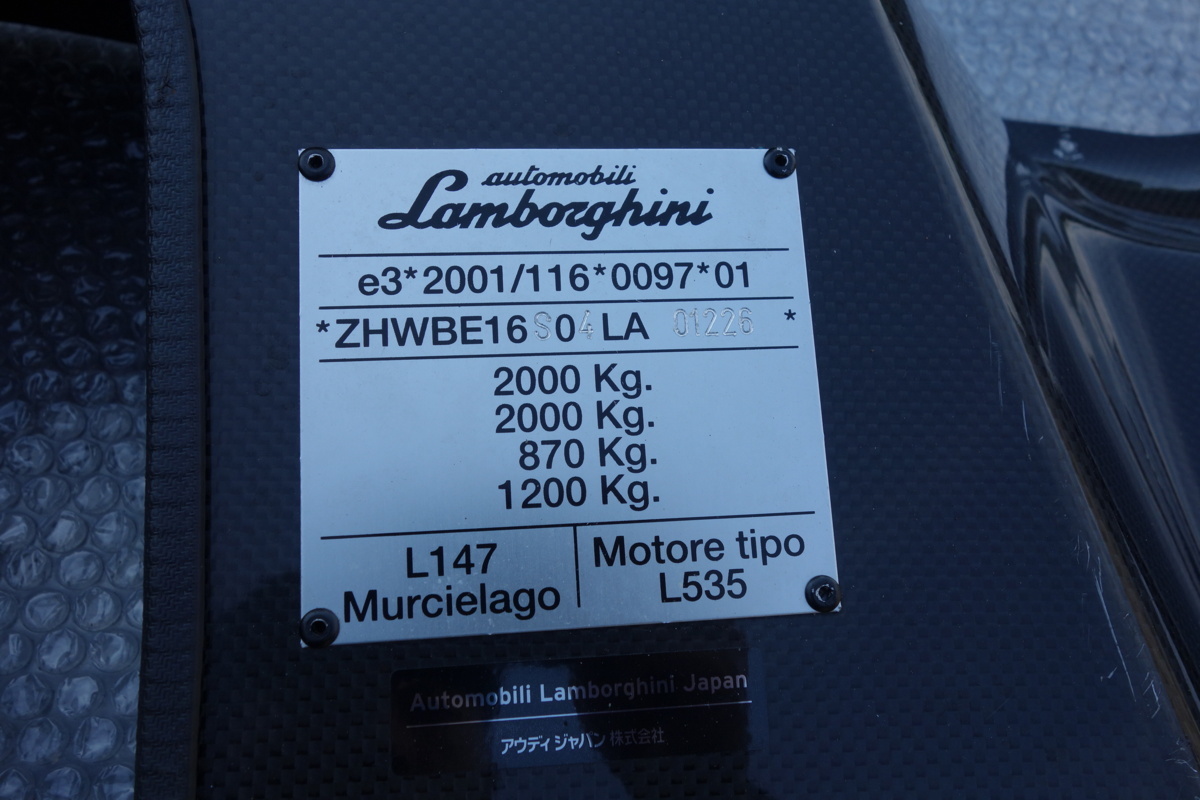 automobili
Lamborghini
e3*2001/116*0097*01
*ZHWBE16S04LA 01226 *
2000 Kg.
2000 Kg.
870 Kg.
1200 Kg.
L147
Murcielago
Motore tipo
L535
Automobili Lamborghini Japan
アウディ ジャパン 株式会社